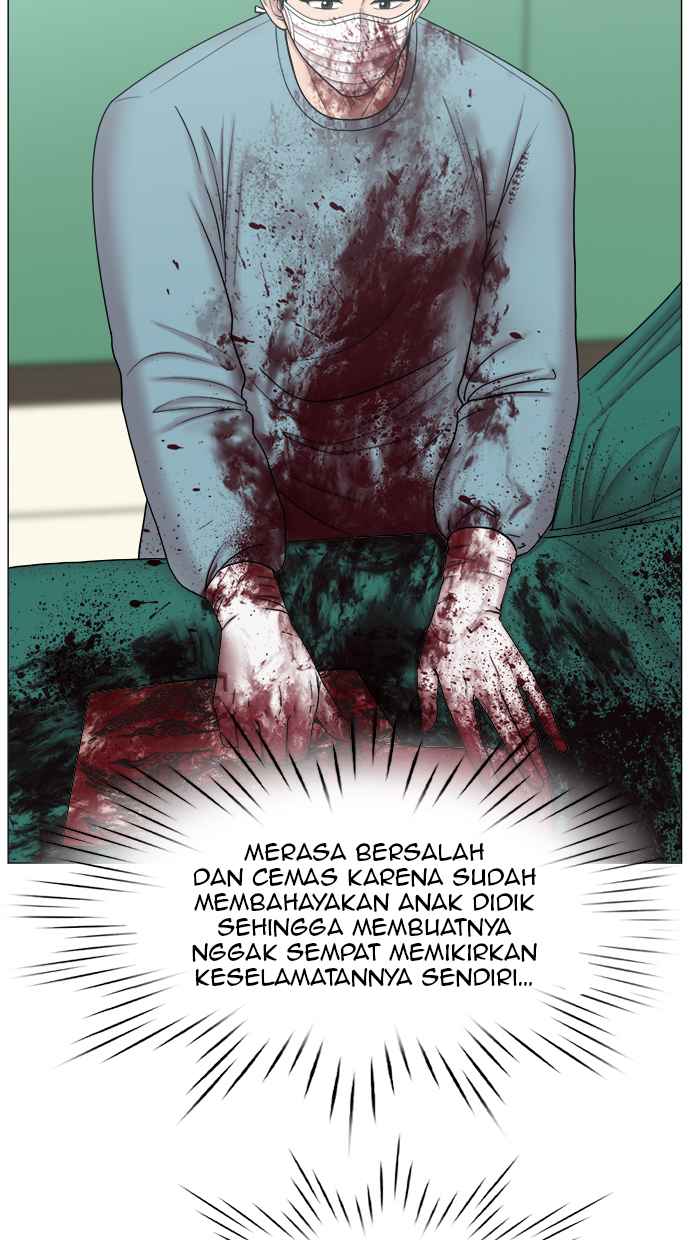 MERASA BERSALAH
DAN CEMAS KARENA SUDAH
MEMBAHAYAKAN ANAK DIDIK
SEHINGGA MEMBUATNYA
NGGAK SEMPAT MEMIKIRKAN
KESELAMATANNYA SENDIRI...